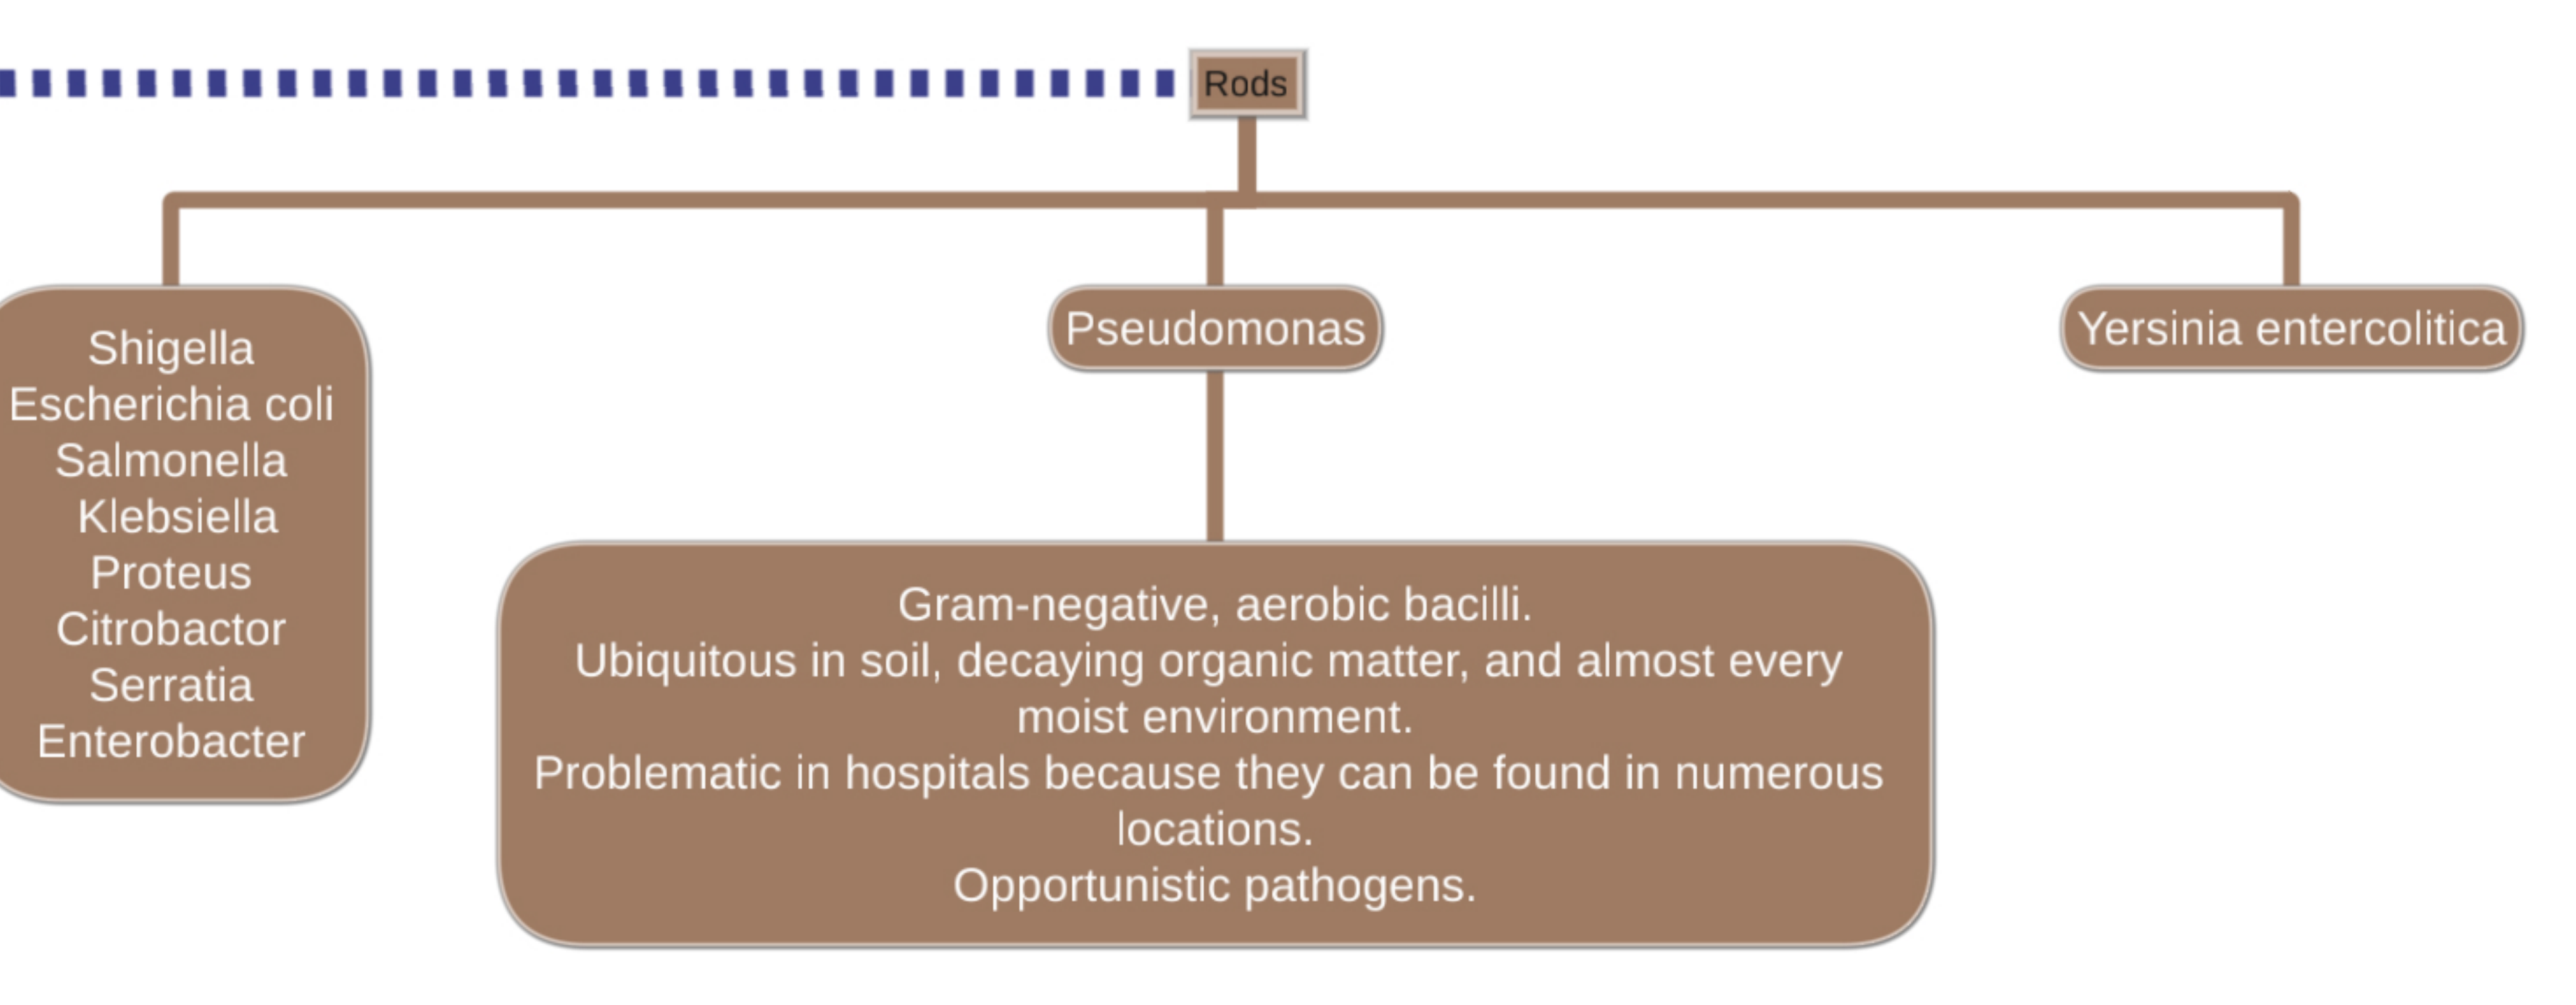 Rods
Shigella
Escherichia coli
Salmonella
Klebsiella
Proteus
Citrobactor
Serratia
Enterobacter
Pseudomonas
Gram-negative, aerobic bacilli.
Ubiquitous in soil, decaying organic matter, and almost every
moist environment.
Problematic in hospitals because they can be found in numerous
locations.
Opportunistic pathogens.
Yersinia entercolitica